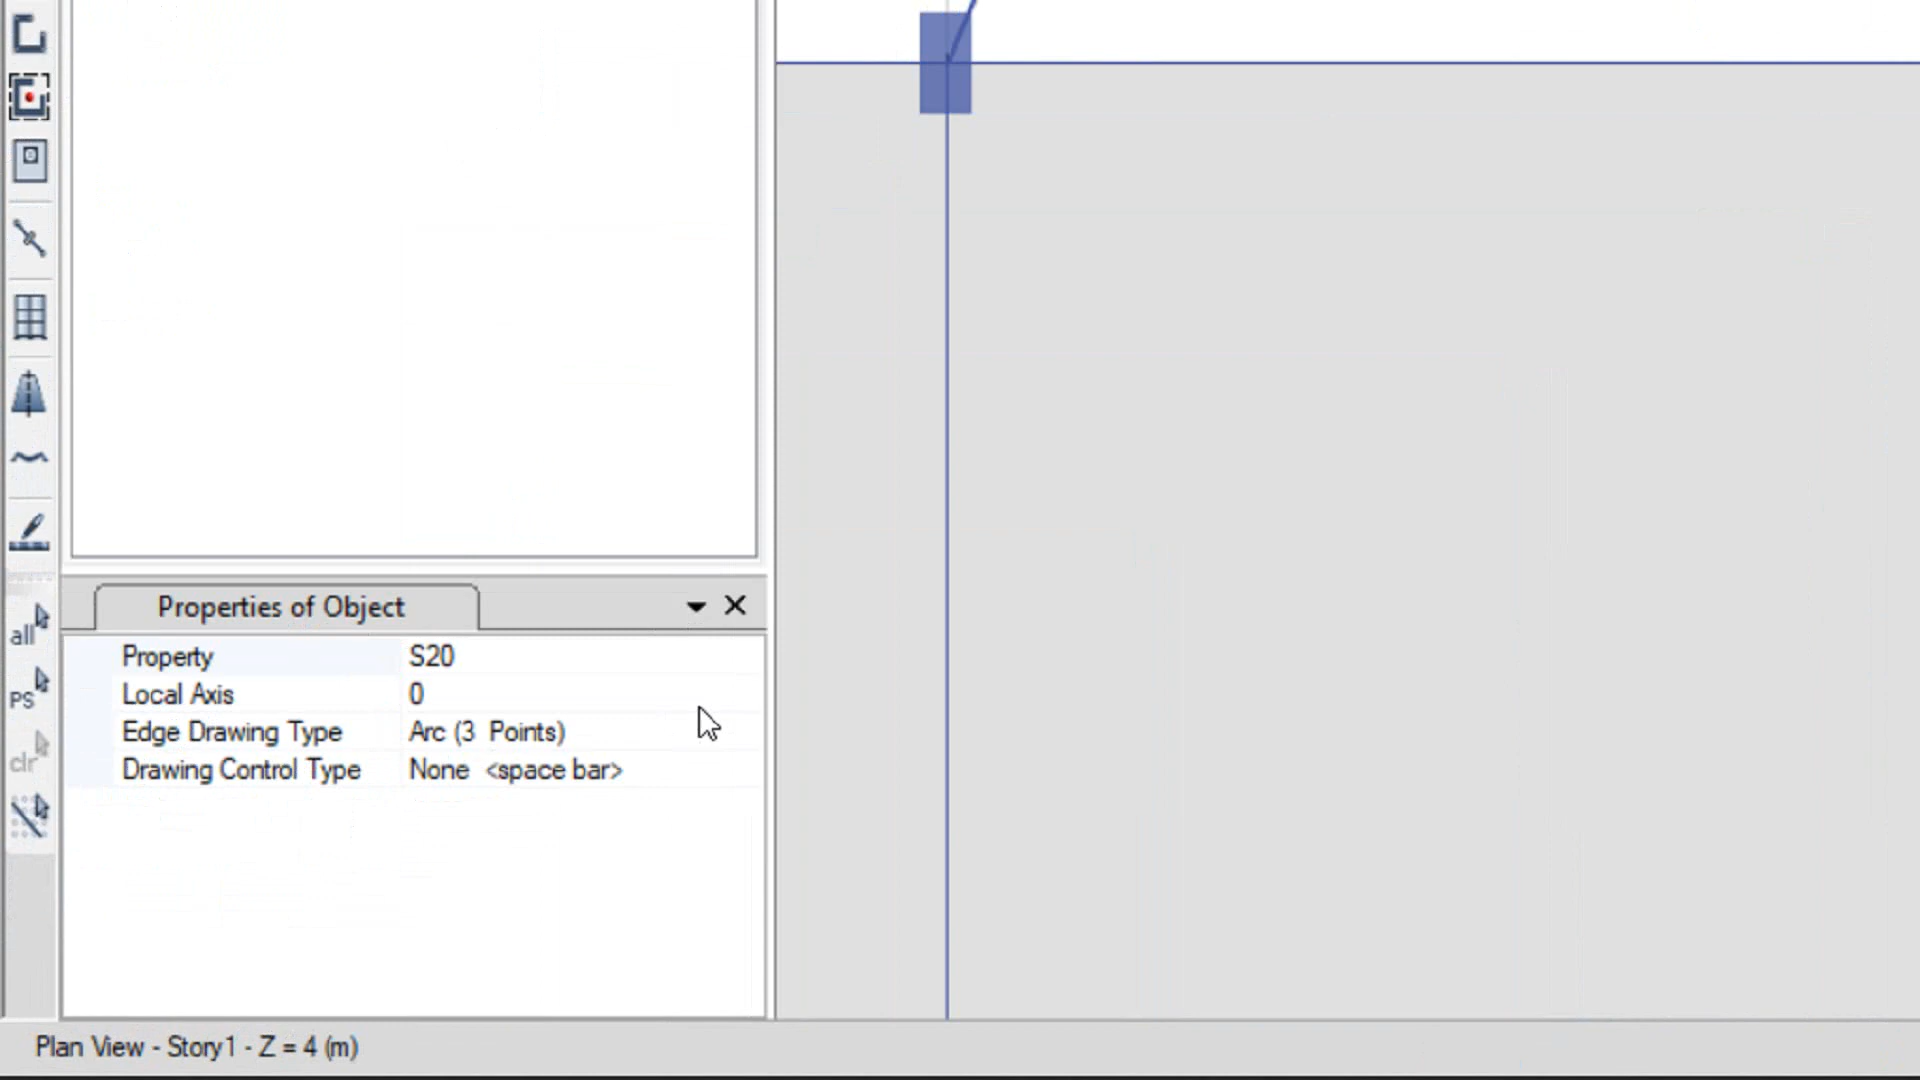 all
PS
clr
Properties of Object
Property S20
Local Axis 0
Edge Drawing Type Arc (3 Points)
Drawing Control Type None <space bar>
Plan View - Story1 - Z = 4 (m)